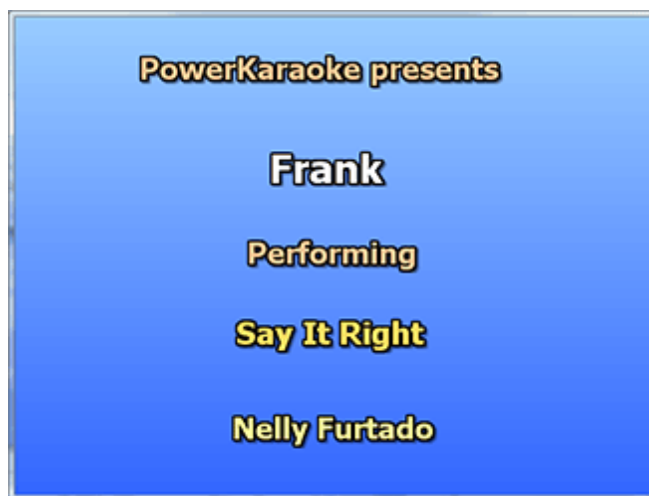 PowerKaraoke presents
Frank
Performing
Say It Right
Nelly Furtado